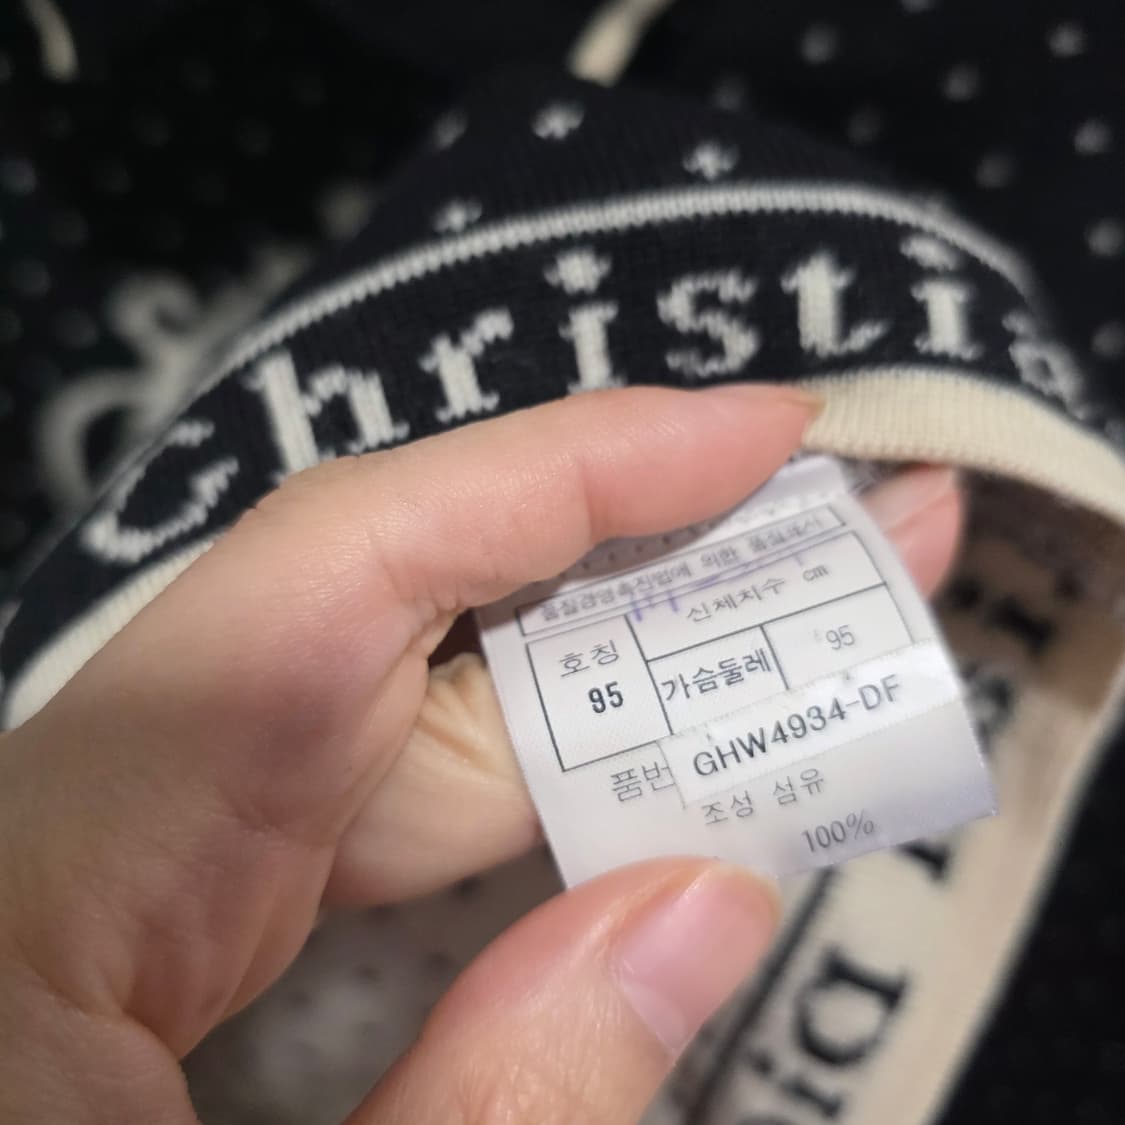 Christia
품질경영촉진법에 의한 품질표시
신체치수 cm
호칭
95
가슴둘레
95
GHW4934-DF
품번
조성 섬유
100%